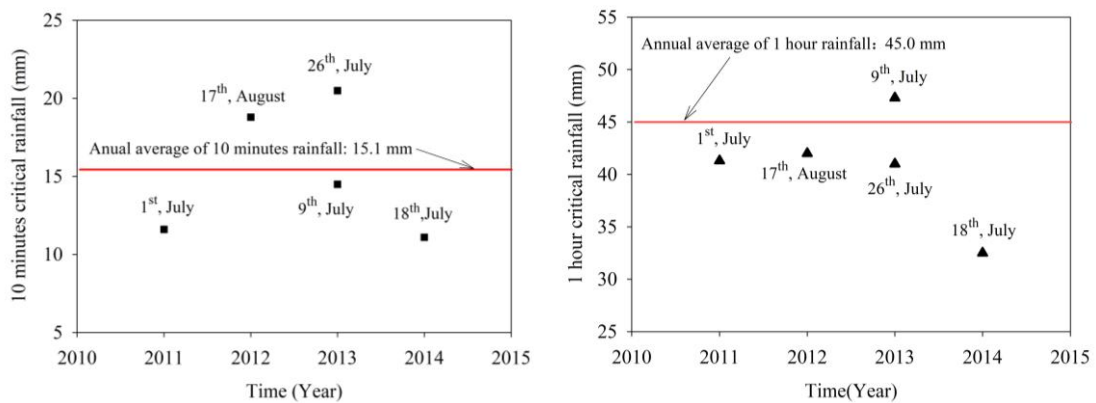 25
20
15
10
5
10 minutes critical rainfall (mm)
26th, July
17th, August
Anual average of 10 minutes rainfall: 15.1 mm
1st, July
9th, July
18th,July
2010 2011 2012 2013 2014 2015
Time (Year)
55
50
45
40
35
30
25
1 hour critical rainfall (mm)
Annual average of 1 hour rainfall: 45.0 mm
9th, July
1st, July
17th, August
26th, July
18th, July
2010 2011 2012 2013 2014 2015
Time(Year)